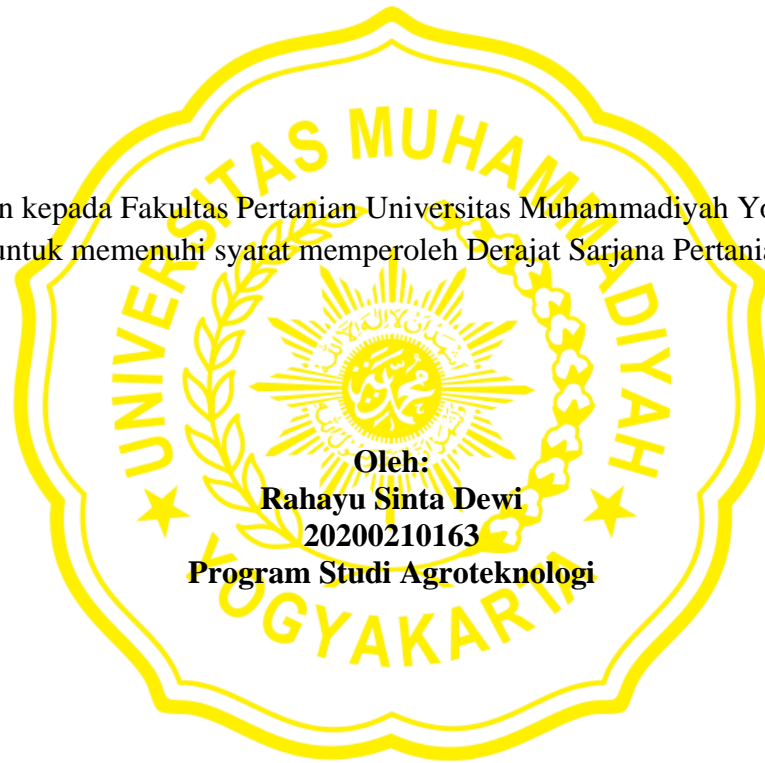 UNIVERSITAS MUHAMMADIYAH
YOGYAKARTA
n kepada Fakultas Pertanian Universitas Muhammadiyah Yo
untuk memenuhi syarat memperoleh Derajat Sarjana Pertania
Oleh:
Rahayu Sinta Dewi
20200210163
Program Studi Agroteknologi